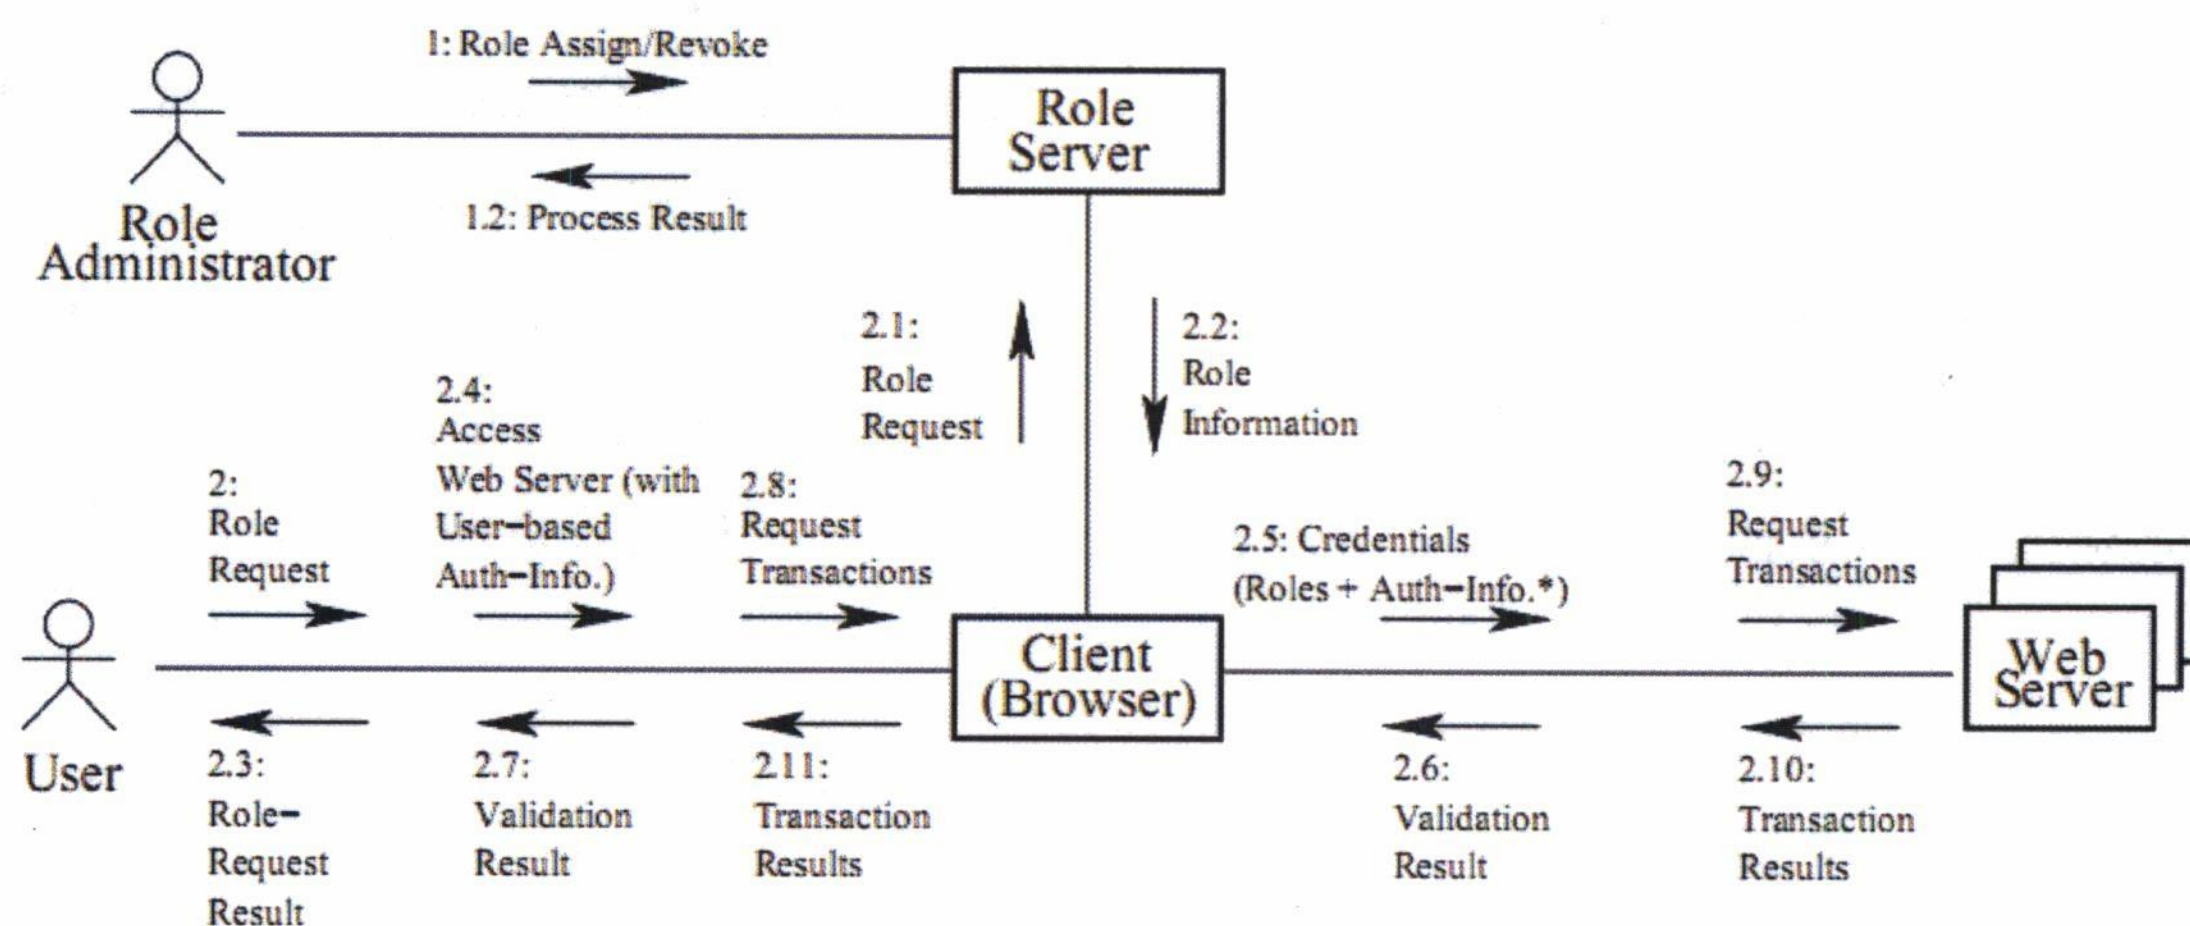 1: Role Assign/Revoke
Role
Server
1.2: Process Result
Role
Administrator
2.1:
Role
Request
2.2:
Role
Information
2:
Role
Request
2.4:
Access
Web Server (with
User-based
Auth-Info.)
2.8:
Request
Transactions
2.5: Credentials
(Roles + Auth-Info.*)
2.9:
Request
Transactions
User
Client
(Browser)
Web
Server
2.3:
Role-
Request
Result
2.7:
Validation
Result
2.11:
Transaction
Results
2.6:
Validation
Result
2.10:
Transaction
Results